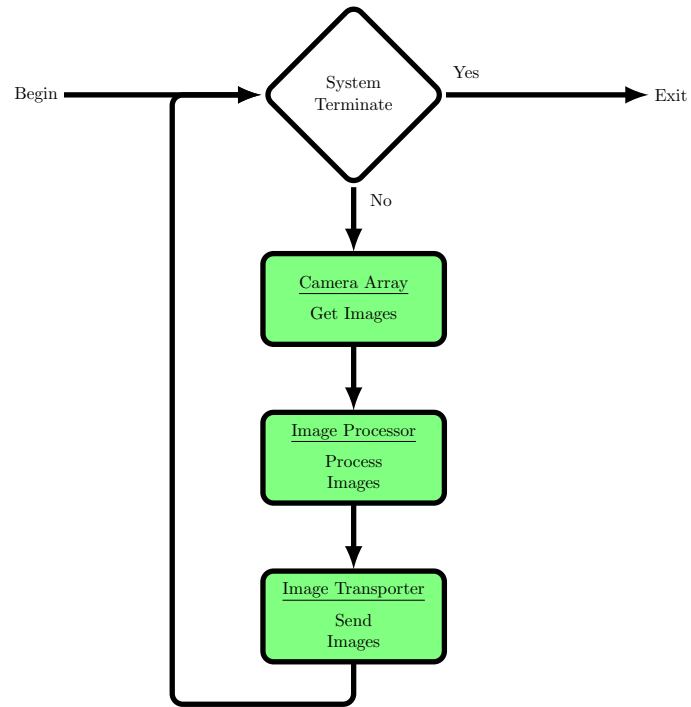 System
Terminate
Yes
Begin
Exit
No
Camera Array
Get Images
Image Processor
Process
Images
Image Transporter
Send
Images